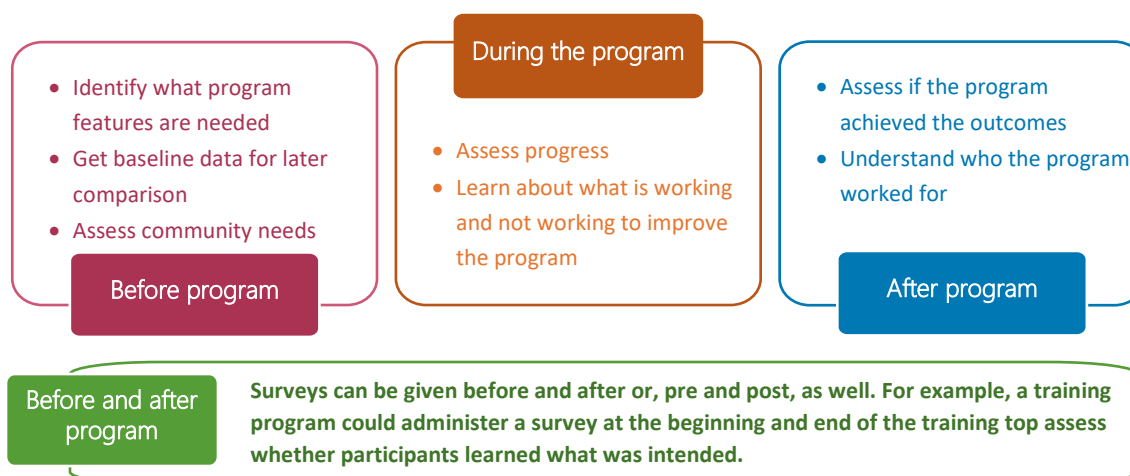 • Identify what program
features are needed
• Get baseline data for later
comparison
• Assess community needs
Before program
During the program
• Assess progress
• Learn about what is working
and not working to improve
the program
• Assess if the program
achieved the outcomes
• Understand who the program
worked for
After program
Before and after
program
Surveys can be given before and after or, pre and post, as well. For example, a training
program could administer a survey at the beginning and end of the training top assess
whether participants learned what was intended.